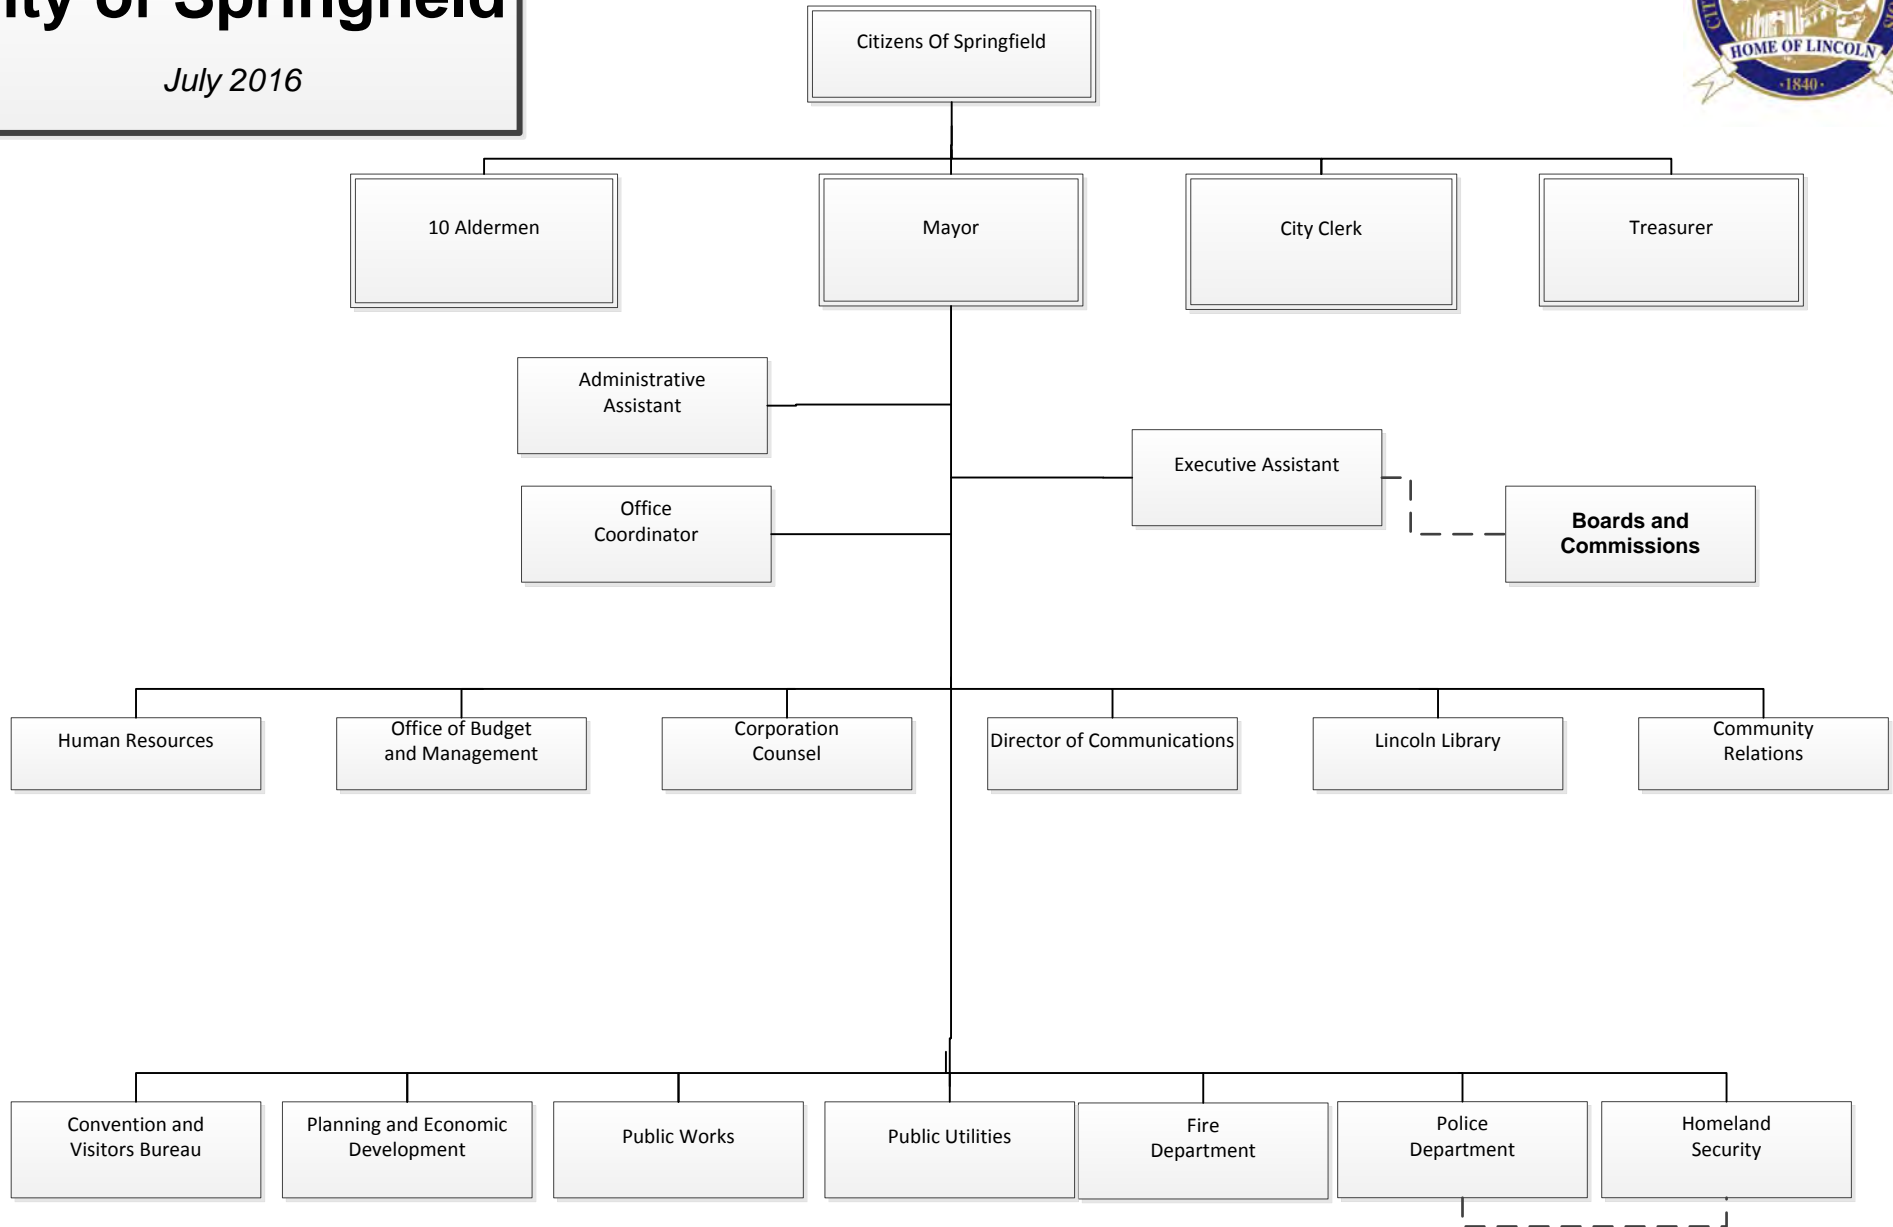 ity of Springfield
July 2016
Citizens Of Springfield
HOME OF LINCOLN
·1840·
10 Aldermen
Mayor
City Clerk
Treasurer
Administrative
Assistant
Executive Assistant
Office
Coordinator
Boards and
Commissions
Human Resources
Office of Budget
and Management
Corporation
Counsel
Director of Communications
Lincoln Library
Community
Relations
Convention and
Visitors Bureau
Planning and Economic
Development
Public Works
Public Utilities
Fire
Department
Police
Department
Homeland
Security